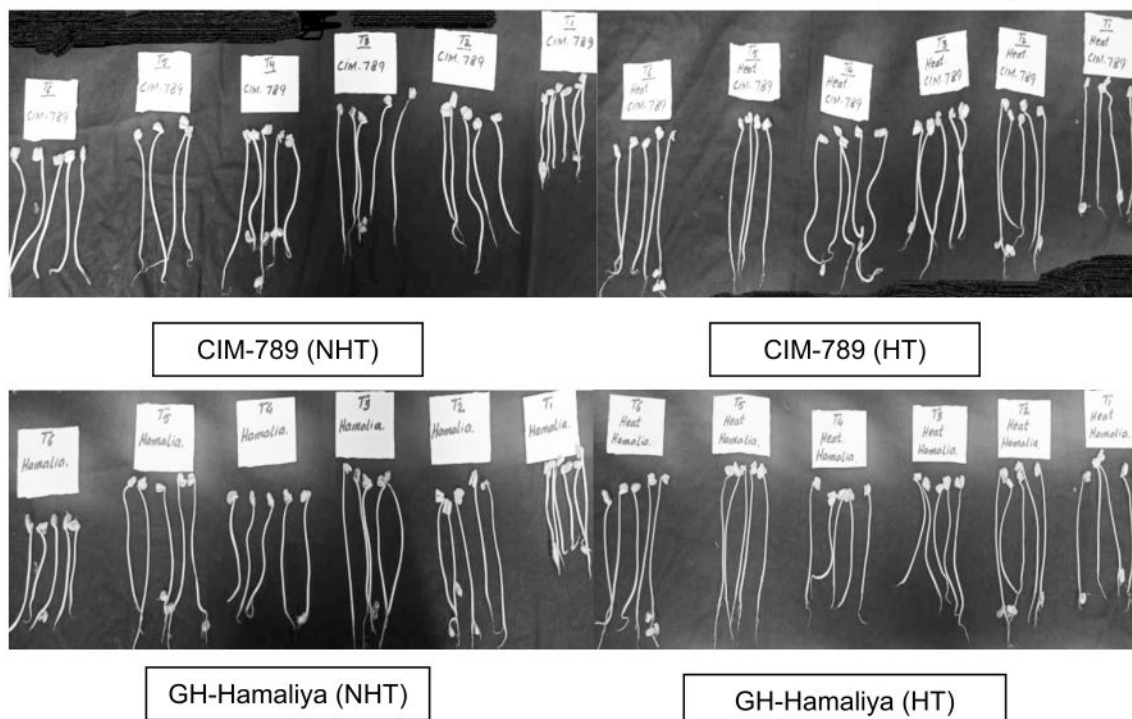 T6
CIM-789
T5
CIM-789
T4
CIM-789
T3
CIM-789
T2
CIM-789
T1
CIM-789
T6
Heat
CIM-789
T5
Heat
CIM-789
T4
Heat
CIM-789
T3
Heat
CIM-789
T2
Heat
CIM-789
T1
Heat
CIM-789
CIM-789 (NHT)
CIM-789 (HT)
T6
Hamalia.
T5
Hamalia.
T4
Hamalia.
T3
Hamalia.
T2
Hamalia.
T1
Hamalia.
T6
Heat
Hamalia.
T5
Heat
Hamalia.
T4
Heat
Hamalia.
T3
Heat
Hamalia.
T2
Heat
Hamalia.
T1
Heat
Hamalia.
GH-Hamaliya (NHT)
GH-Hamaliya (HT)